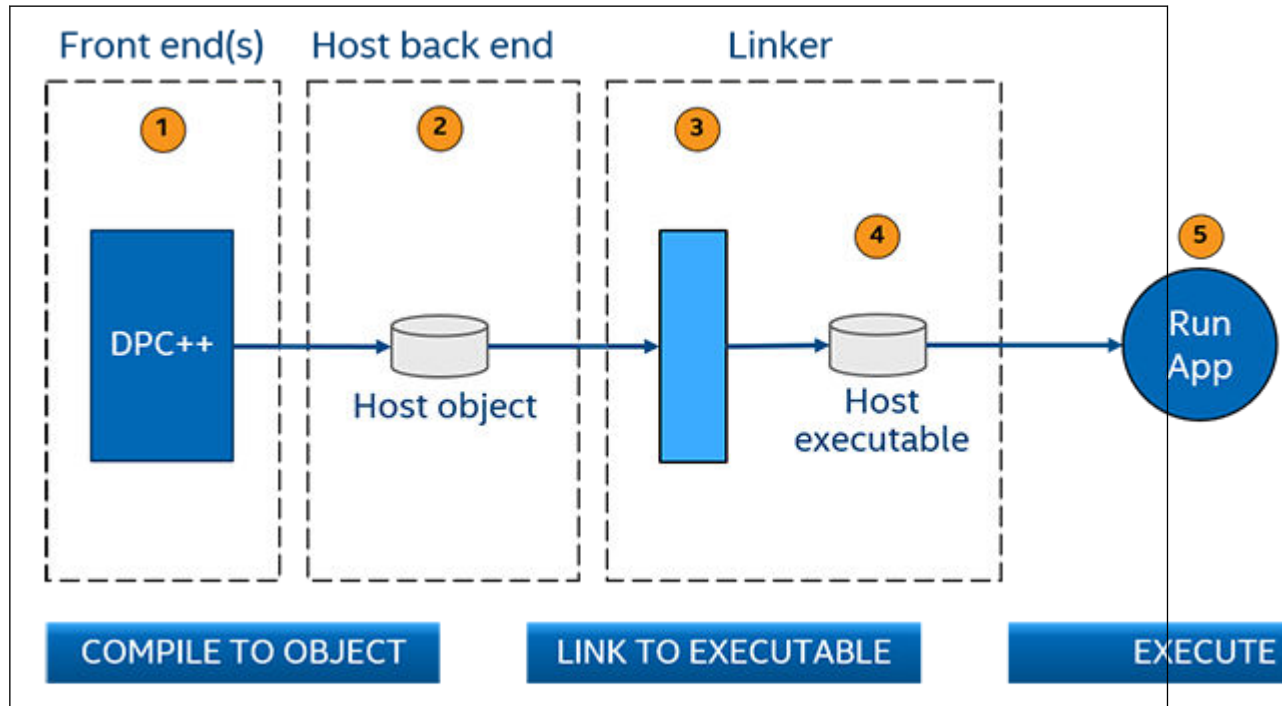 Front end(s)
Host back end
Linker
1
2
3
4
5
DPC++
Host object
Host
executable
Run
App
COMPILE TO OBJECT
LINK TO EXECUTABLE
EXECUTE